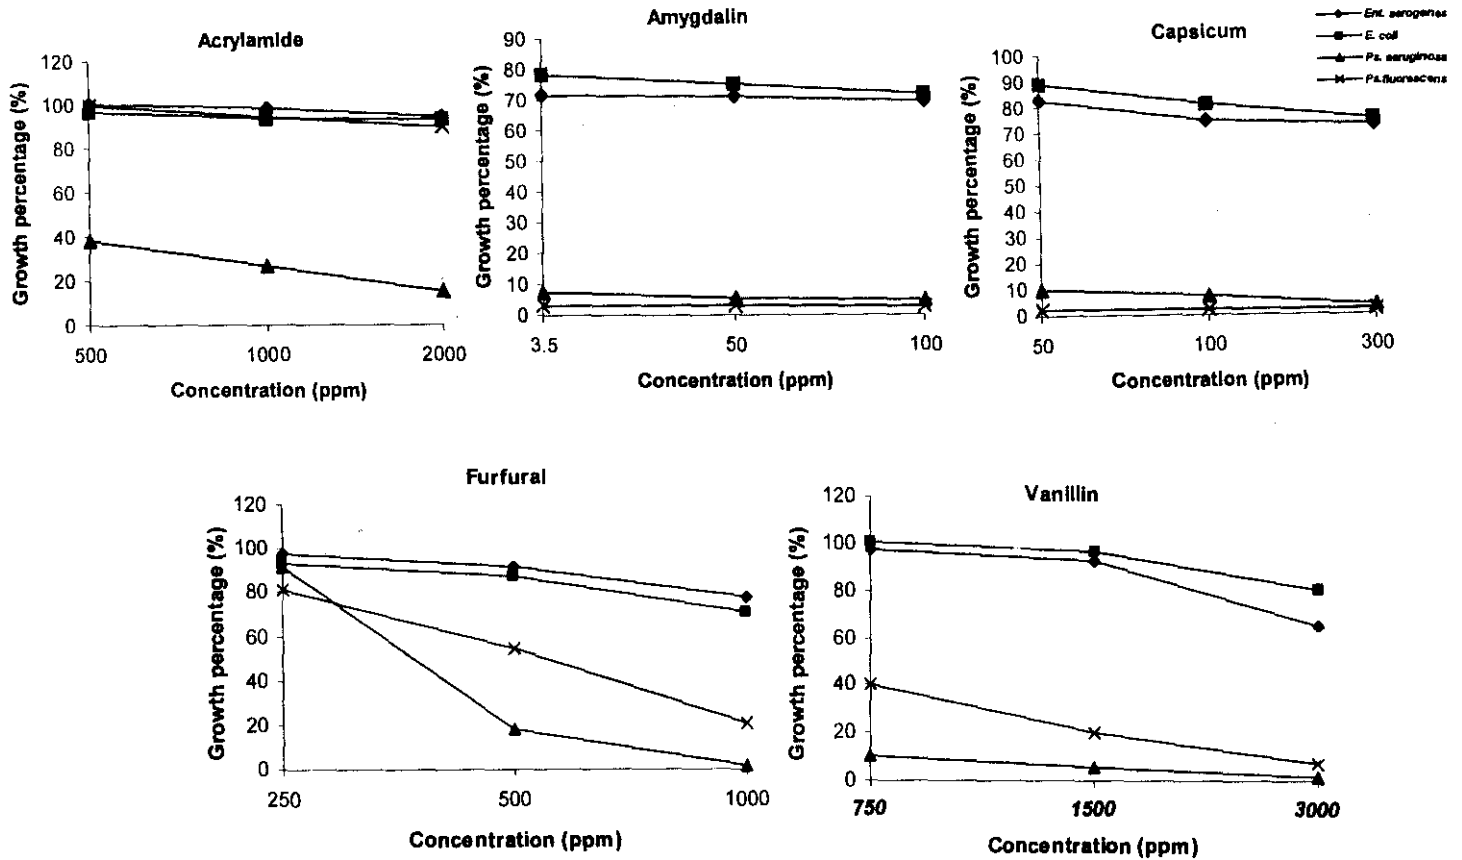 Acrylamide
Growth percentage (%)
120
100
80
60
40
20
0
500 1000 2000
Concentration (ppm)
Amygdalin
Growth percentage (%)
90
80
70
60
50
40
30
20
10
0
3.5 50 100
Concentration (ppm)
Capsicum
Growth percentage (%)
100
90
80
70
60
50
40
30
20
10
0
50 100 300
Concentration (ppm)
Ent. aerogenes
E. coli
Ps. aeruginosa
Ps.fluorescens
Furfural
Growth percentage (%)
120
100
80
60
40
20
0
250 500 1000
Concentration (ppm)
Vanillin
Growth percentage (%)
120
100
80
60
40
20
0
750 1500 3000
Concentration (ppm)